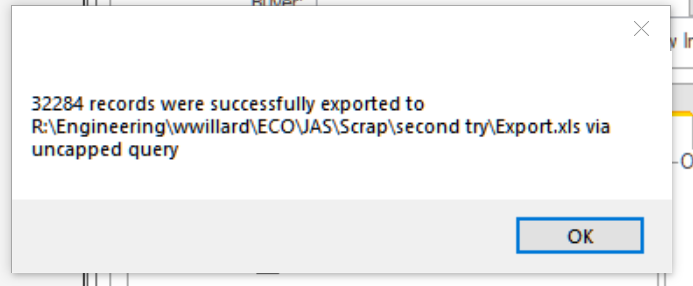 Buyer:
32284 records were successfully exported to
R:\Engineering\wwillard\ECO\JAS\Scrap\second try\Export.xls via
uncapped query
OK